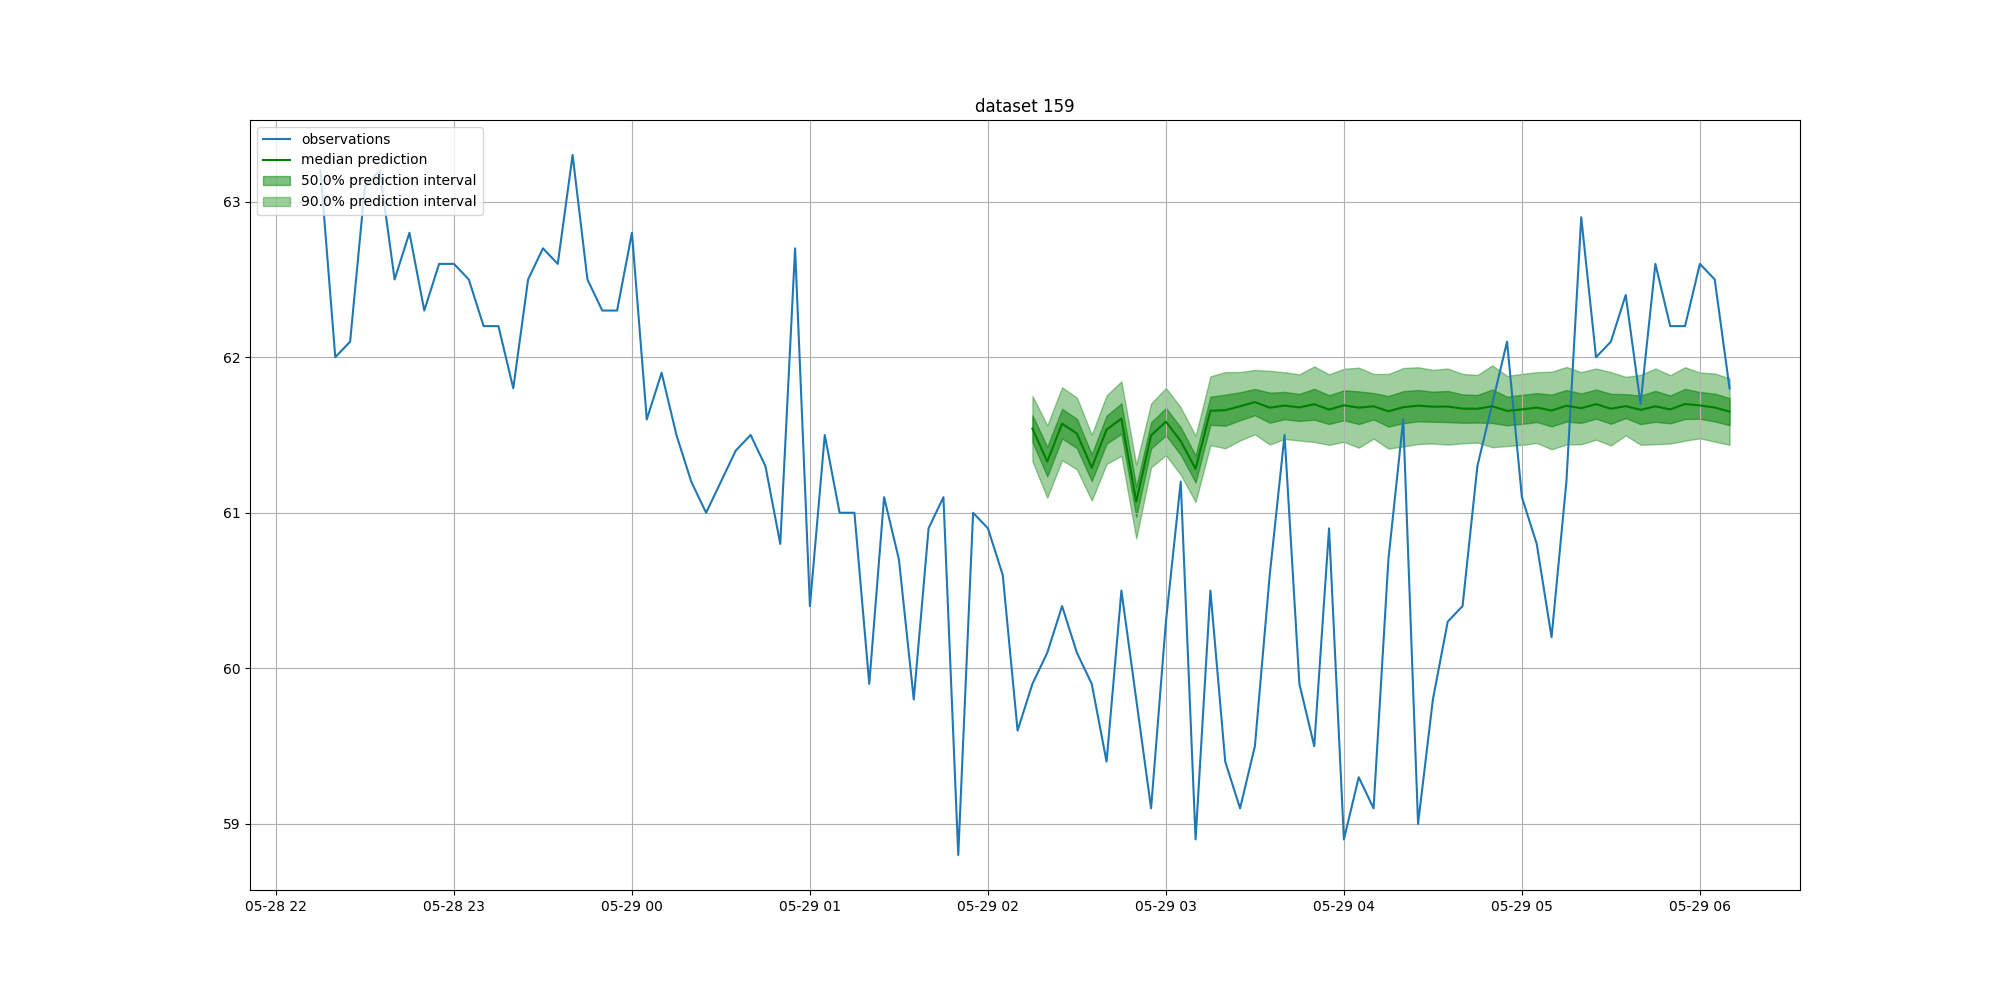 dataset 159
observations
median prediction
50.0% prediction interval
90.0% prediction interval
63
62
61
60
59
05-28 22
05-28 23
05-29 00
05-29 01
05-29 02
05-29 03
05-29 04
05-29 05
05-29 06